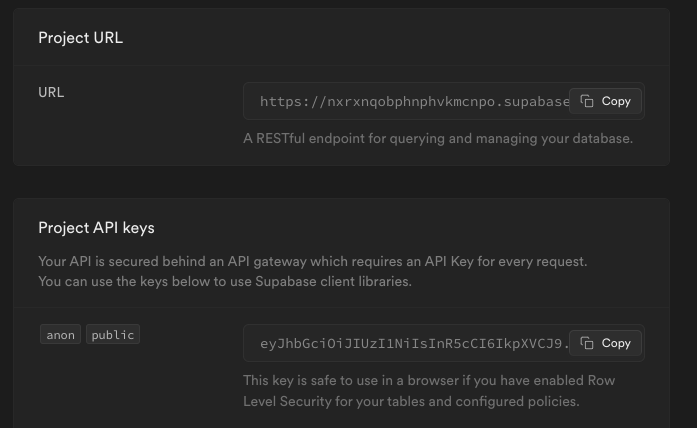 Project URL
URL
https://nxrxnqobphnphvkmcnpo.supabase
Copy
A RESTful endpoint for querying and managing your database.
Project API keys
Your API is secured behind an API gateway which requires an API Key for every request.
You can use the keys below to use Supabase client libraries.
anon public
eyJhbGciOiJIUzI1NiIsInR5cCI6IkpXVCJ9.
Copy
This key is safe to use in a browser if you have enabled Row
Level Security for your tables and configured policies.